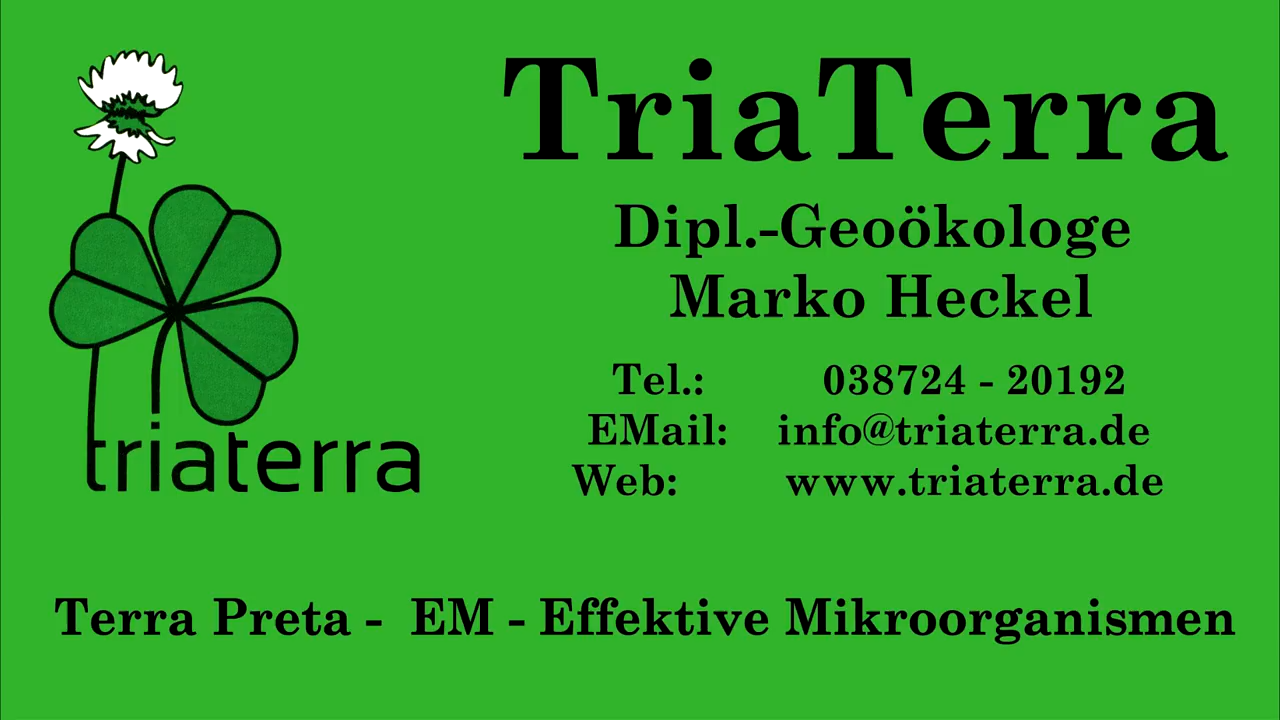 TriaTerra
Dipl.-Geoökologe
Marko Heckel
Tel.: 038724 - 20192
EMail: info@triaterra.de
Web: www.triaterra.de
triaterra
Terra Preta - EM - Effektive Mikroorganismen